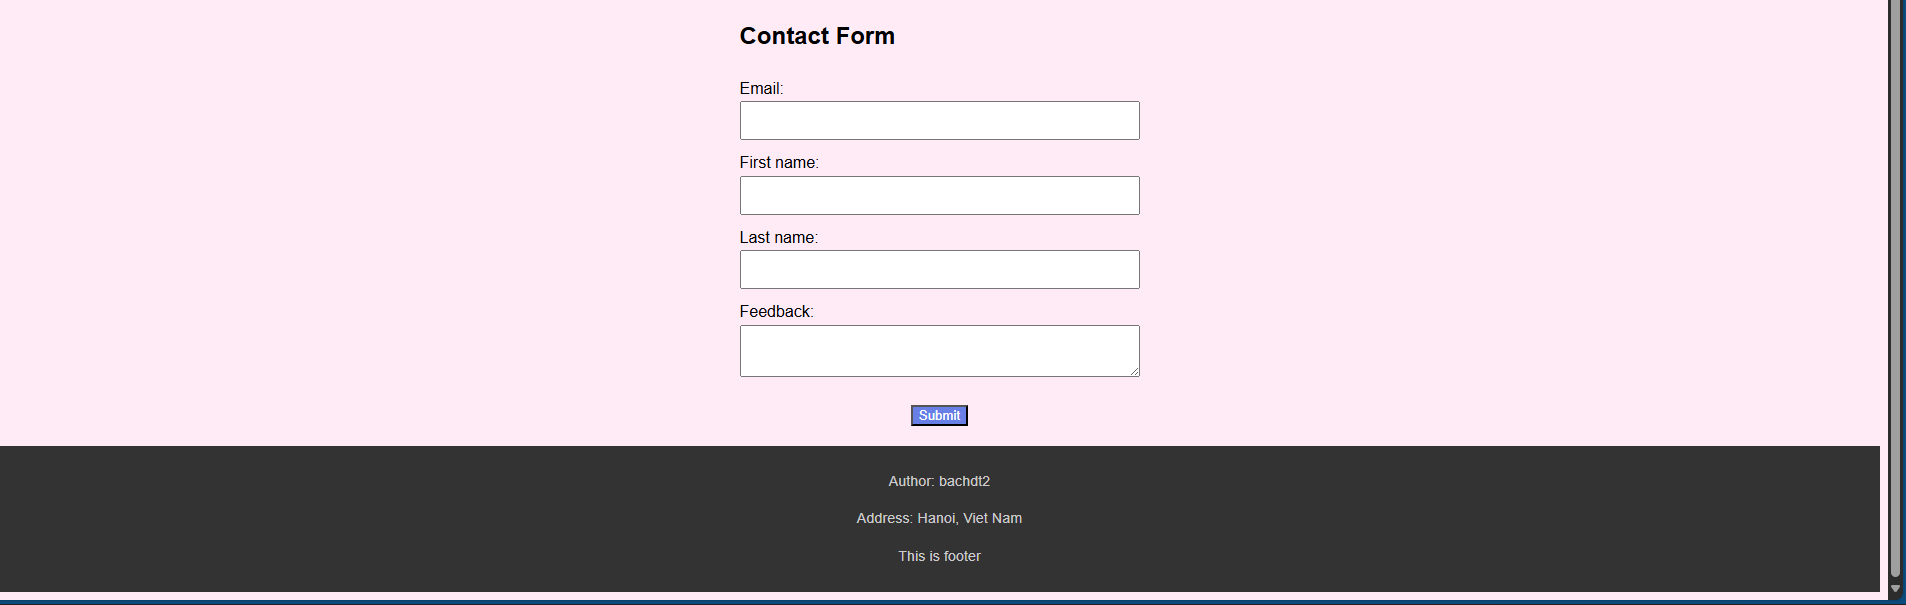 Contact Form
Email:
First name:
Last name:
Feedback:
Submit
Author: bachdt2
Address: Hanoi, Viet Nam
This is footer